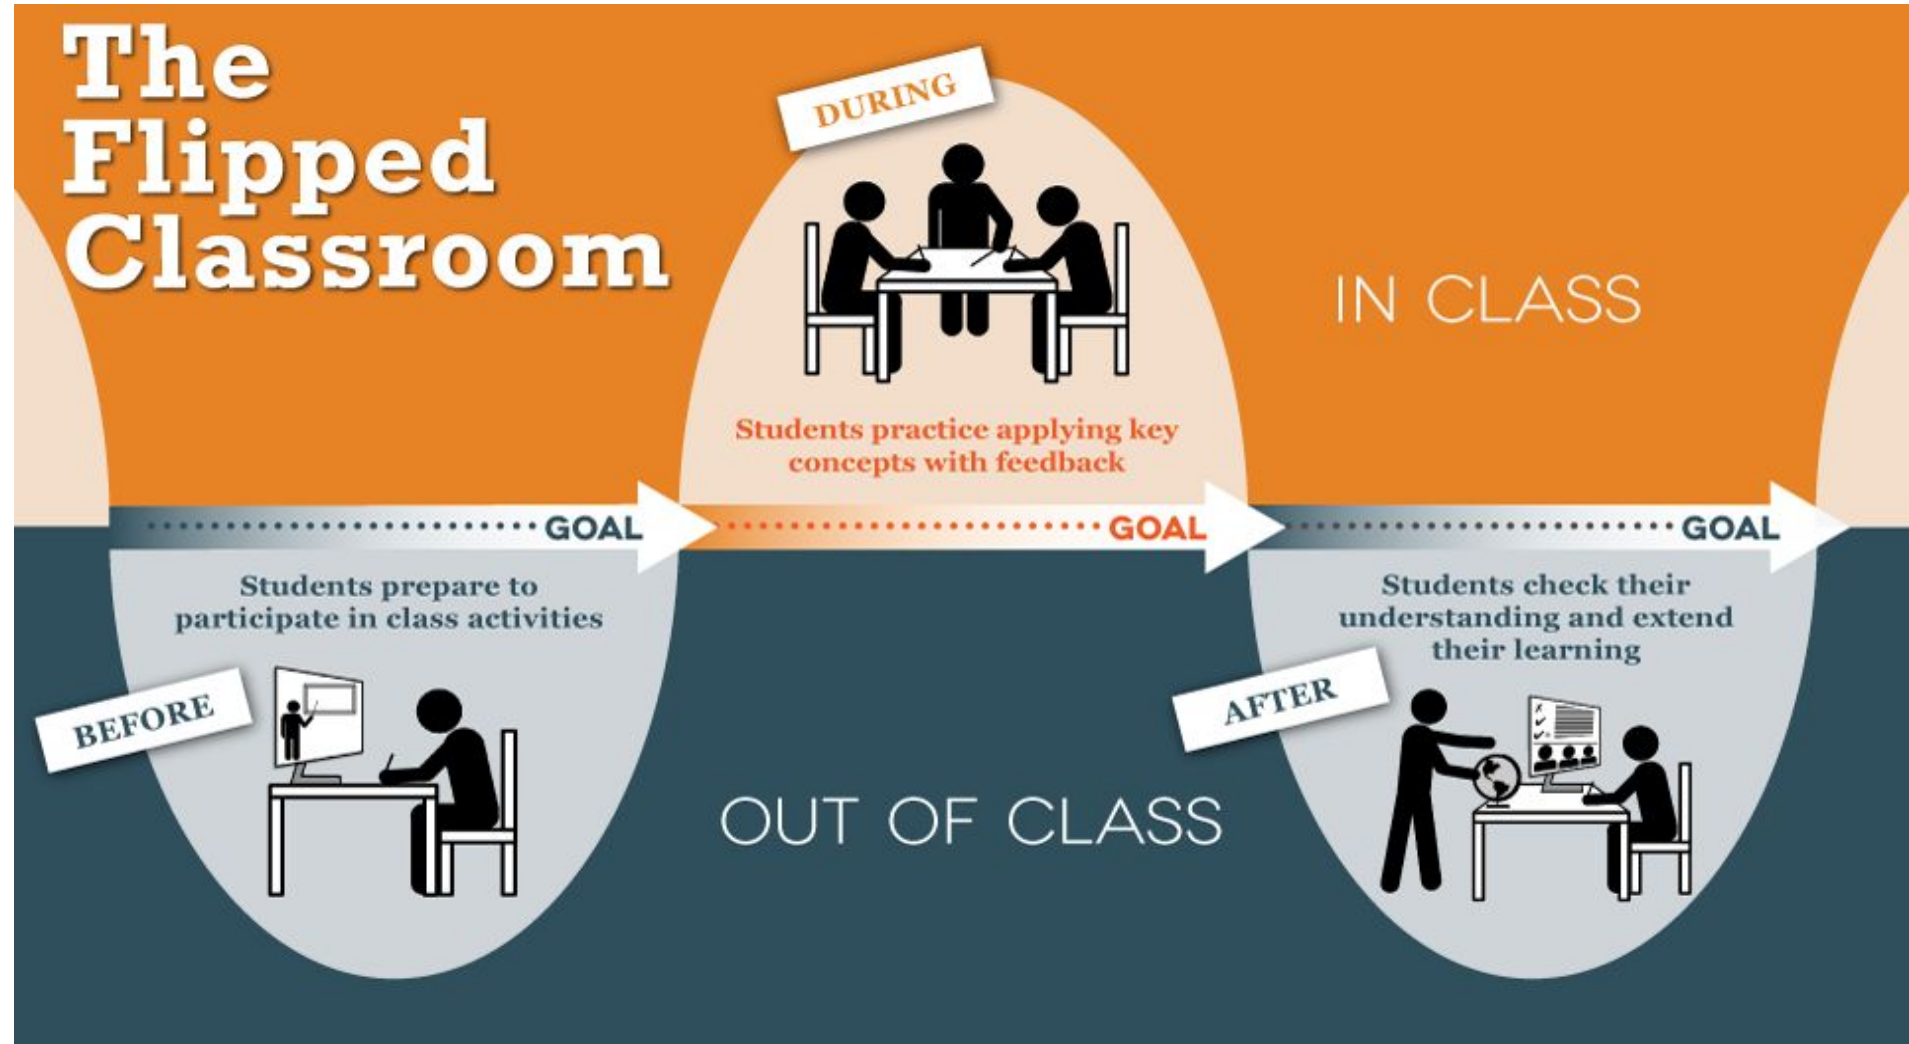 The
Flipped
Classroom
DURING
IN CLASS
Students practice applying key
concepts with feedback
GOAL
GOAL
GOAL
Students prepare to
participate in class activities
BEFORE
OUT OF CLASS
Students check their
understanding and extend
their learning
AFTER